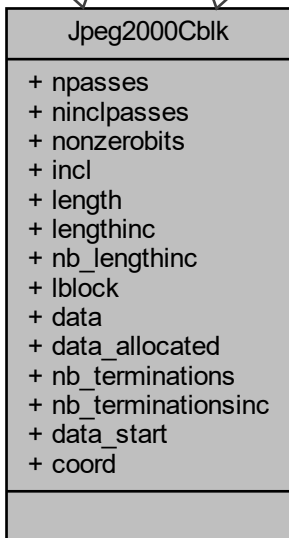 Jpeg2000Cblk
+ npasses
+ ninclpasses
+ nonzerobits
+ incl
+ length
+ lengthinc
+ nb_lengthinc
+ lblock
+ data
+ data_allocated
+ nb_terminations
+ nb_terminationsinc
+ data_start
+ coord